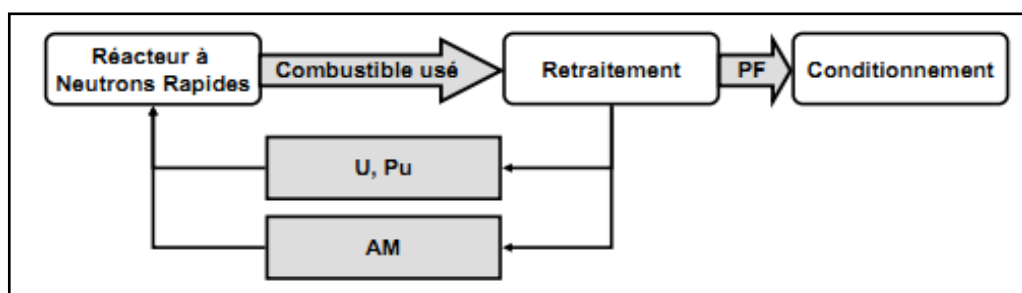 Réacteur à
Neutrons Rapides
Combustible usé
Retraitement
PF
Conditionnement
U, Pu
AM